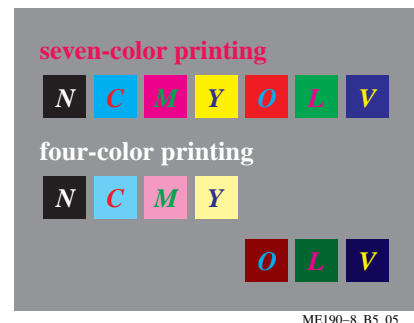 seven-color printing
N C M Y O L V
four-color printing
N C M Y
O L V
ME190-8, B5_05